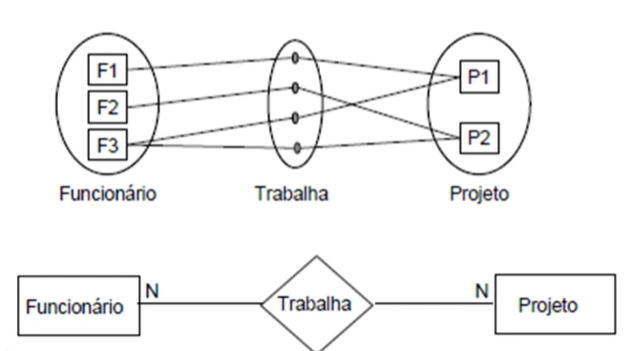 F1
F2
F3
P1
P2
Funcionário Trabalha Projeto
Funcionário N Trabalha N Projeto